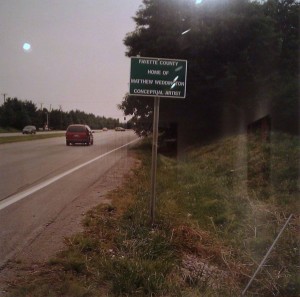 FAYETTE COUNTY
HOME OF
MATTHEW WEDDINGTON
CONCEPTUAL ARTIST